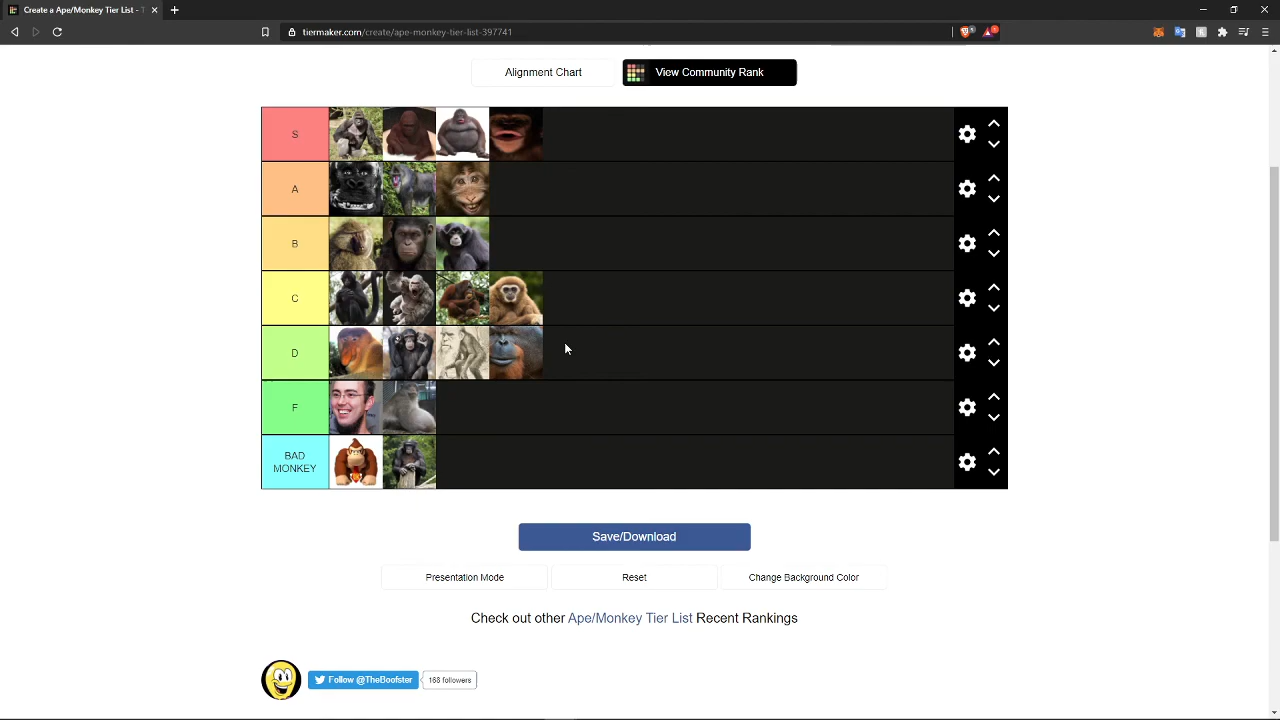 Create a Ape/Monkey Tier List - T
tiermaker.com/create/ape-monkey-tier-list-397741
Alignment Chart
View Community Rank
S
A
B
C
D
F
BAD
MONKEY
Save/Download
Presentation Mode
Reset
Change Background Color
Check out other Ape/Monkey Tier List Recent Rankings
Follow @TheBoofster
168 followers